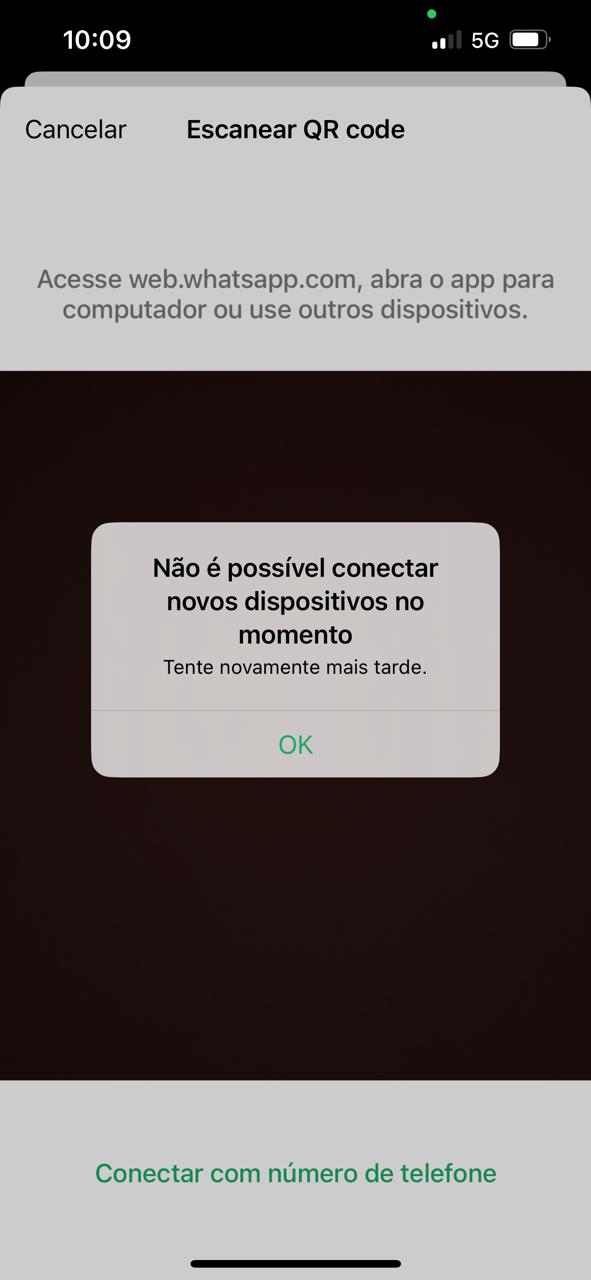 10:09
5G
Cancelar
Escanear QR code
Acesse web.whatsapp.com, abra o app para
computador ou use outros dispositivos.
Não é possível conectar
novos dispositivos no
momento
Tente novamente mais tarde.
OK
Conectar com número de telefone